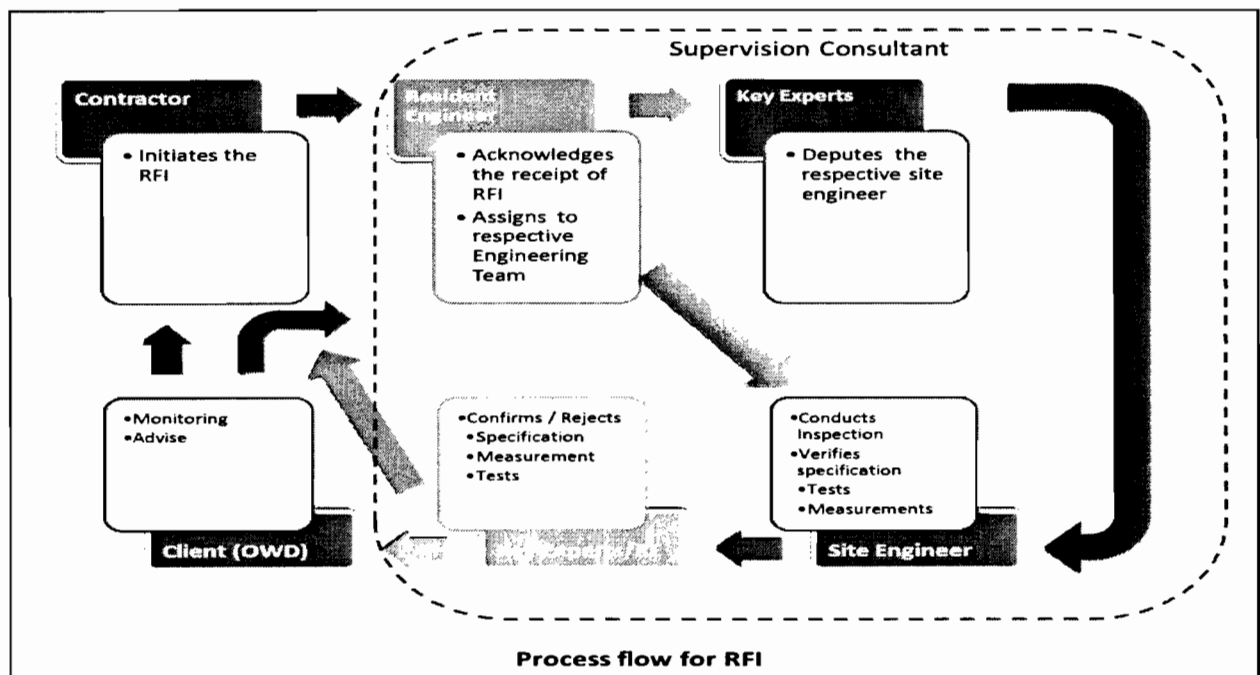 Supervision Consultant
Contractor
• Initiates the
RFI
Resident
Engineer
• Acknowledges
the receipt of
RFI
• Assigns to
respective
Engineering
Team
Key Experts
• Deputes the
respective site
engineer
•Monitoring
•Advise
Client (OWD)
•Confirms / Rejects
•Specification
•Measurement
•Tests
•Conducts
Inspection
•Verifies
specification
•Tests
•Measurements
Site Engineer
Process flow for RFI